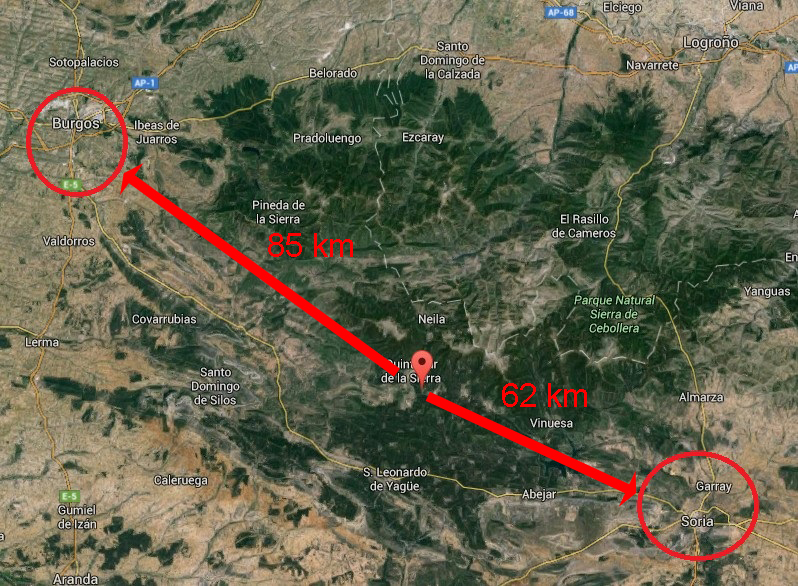 Elciego
Viana
AP-68
Logroño
Santo
Domingo de
la Calzada
Sotopalacios
Navarrete
AP
Belorado
AP-1
Burgos
Ibeas de
Juarros
Pradoluengo
Ezcaray
E-5
Pineda de
la Sierra
El Rasillo
de Cameros
Valdorros
85 km
En
Yanguas
Parque Natural
Sierra de
Cebollera
Covarrubias
Neila
Lerma
Santo
Domingo
de Silos
de la Sierra
62 km
Almarza
Vinuesa
S. Leonardo
de Yagüe
Caleruega
Garray
E-5
Abejar
Gumiel
de Izán
Soria
Aranda